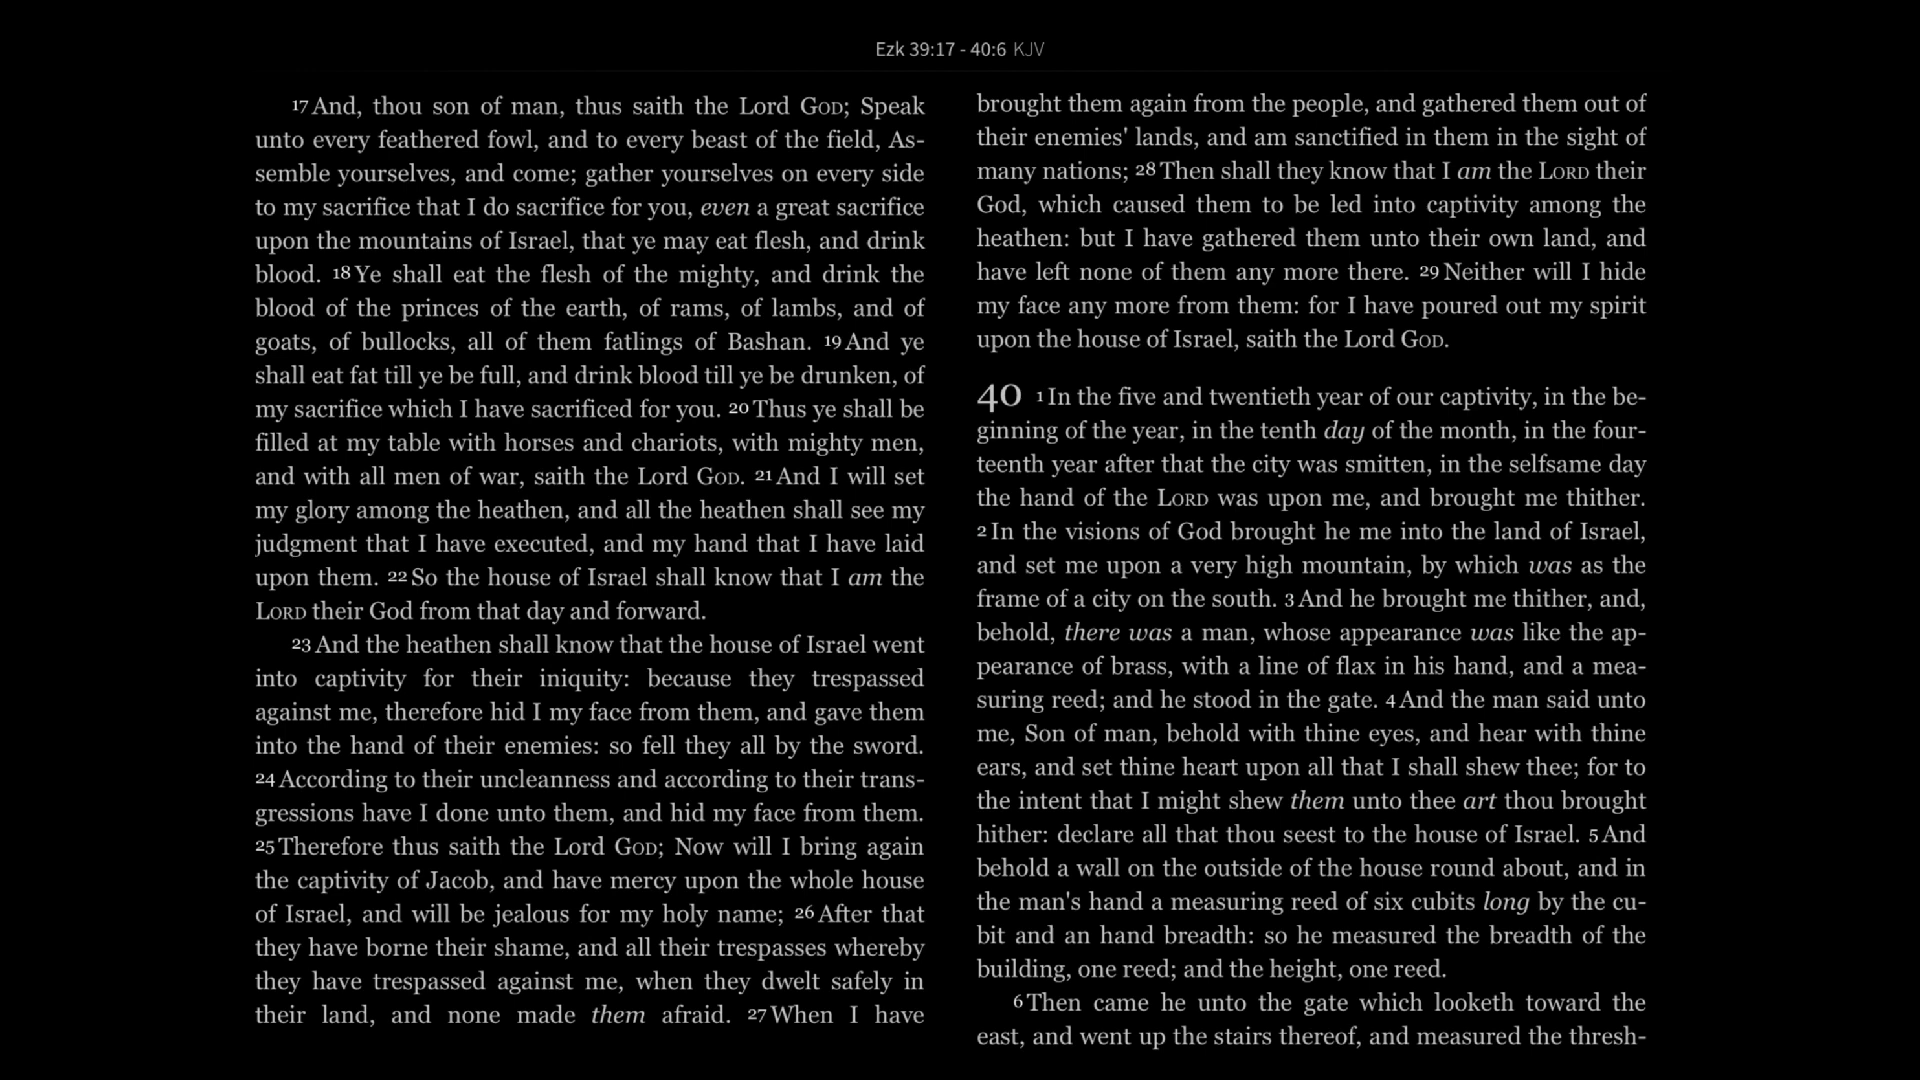 Ezk 39:17 - 40:6 KJV
17 And, thou son of man, thus saith the Lord GOD; Speak
unto every feathered fowl, and to every beast of the field, As-
semble yourselves, and come; gather yourselves on every side
to my sacrifice that I do sacrifice for you, even a great sacrifice
upon the mountains of Israel, that ye may eat flesh, and drink
blood. 18 Ye shall eat the flesh of the mighty, and drink the
blood of the princes of the earth, of rams, of lambs, and of
goats, of bullocks, all of them fatlings of Bashan. 19 And ye
shall eat fat till ye be full, and drink blood till ye be drunken, of
my sacrifice which I have sacrificed for you. 20 Thus ye shall be
filled at my table with horses and chariots, with mighty men,
and with all men of war, saith the Lord GOD. 21 And I will set
my glory among the heathen, and all the heathen shall see my
judgment that I have executed, and my hand that I have laid
upon them. 22 So the house of Israel shall know that I am the
LORD their God from that day and forward.
23 And the heathen shall know that the house of Israel went
into captivity for their iniquity: because they trespassed
against me, therefore hid I my face from them, and gave them
into the hand of their enemies: so fell they all by the sword.
24 According to their uncleanness and according to their trans-
gressions have I done unto them, and hid my face from them.
25 Therefore thus saith the Lord GOD; Now will I bring again
the captivity of Jacob, and have mercy upon the whole house
of Israel, and will be jealous for my holy name; 26 After that
they have borne their shame, and all their trespasses whereby
they have trespassed against me, when they dwelt safely in
their land, and none made them afraid. 27 When I have
brought them again from the people, and gathered them out of
their enemies' lands, and am sanctified in them in the sight of
many nations; 28 Then shall they know that I am the LORD their
God, which caused them to be led into captivity among the
heathen: but I have gathered them unto their own land, and
have left none of them any more there. 29 Neither will I hide
my face any more from them: for I have poured out my spirit
upon the house of Israel, saith the Lord GOD.
40 1 In the five and twentieth year of our captivity, in the be-
ginning of the year, in the tenth day of the month, in the four-
teenth year after that the city was smitten, in the selfsame day
the hand of the LORD was upon me, and brought me thither.
2 In the visions of God brought he me into the land of Israel,
and set me upon a very high mountain, by which was as the
frame of a city on the south. 3 And he brought me thither, and,
behold, there was a man, whose appearance was like the ap-
pearance of brass, with a line of flax in his hand, and a mea-
suring reed; and he stood in the gate. 4 And the man said unto
me, Son of man, behold with thine eyes, and hear with thine
ears, and set thine heart upon all that I shall shew thee; for to
the intent that I might shew them unto thee art thou brought
hither: declare all that thou seest to the house of Israel. 5 And
behold a wall on the outside of the house round about, and in
the man's hand a measuring reed of six cubits long by the cu-
bit and an hand breadth: so he measured the breadth of the
building, one reed; and the height, one reed.
6 Then came he unto the gate which looketh toward the
east, and went up the stairs thereof, and measured the thresh-